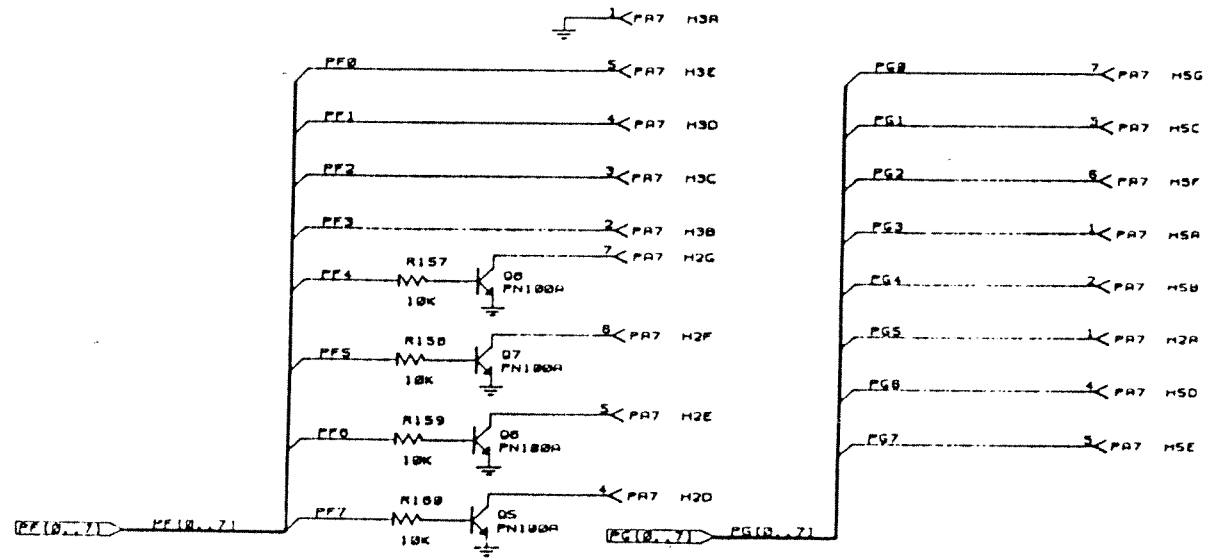 1 PA7 H3A
PF0 5 PA7 H3E
PF1 4 PA7 H3D
PF2 3 PA7 H3C
PF3 2 PA7 H3B
7 PA7 H2G
PF4 R157 10K Q8 PN100A
6 PA7 H2F
PF5 R158 10K Q7 PN100A
5 PA7 H2E
PF6 R159 10K Q6 PN100A
4 PA7 H2D
PF7 R160 10K Q5 PN100A
PF[0..7] PF[0..7]
PG0 7 PA7 H5G
PG1 PA7 H5C
PG2 6 PA7 H5F
PG3 1 PA7 H5A
PG4 2 PA7 H5B
PG5 1 PA7 H2A
PG6 4 PA7 H5D
PG7 5 PA7 H5E
PG[0..7] PG[0..7]